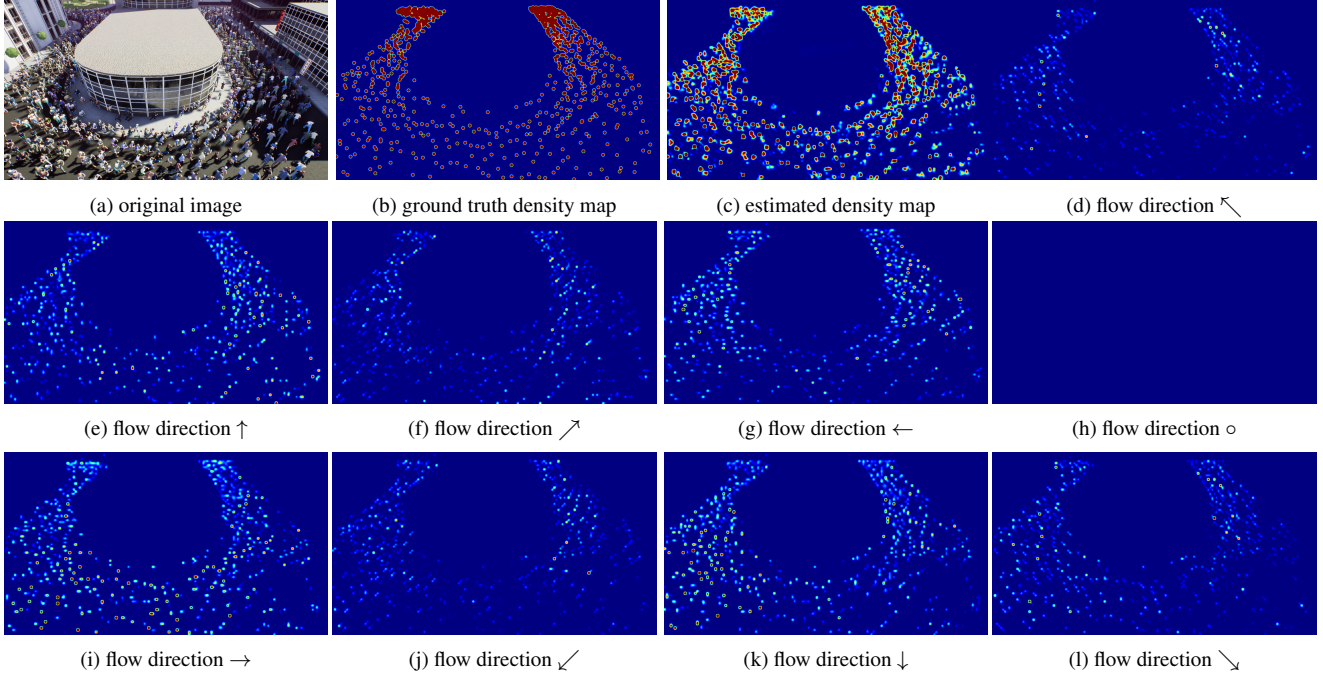 (a) original image
(b) ground truth density map
(c) estimated density map
(d) flow direction ↖
(e) flow direction ↑
(f) flow direction ↗
(g) flow direction ←
(h) flow direction ○
(i) flow direction →
(j) flow direction ↙
(k) flow direction ↓
(l) flow direction ↘